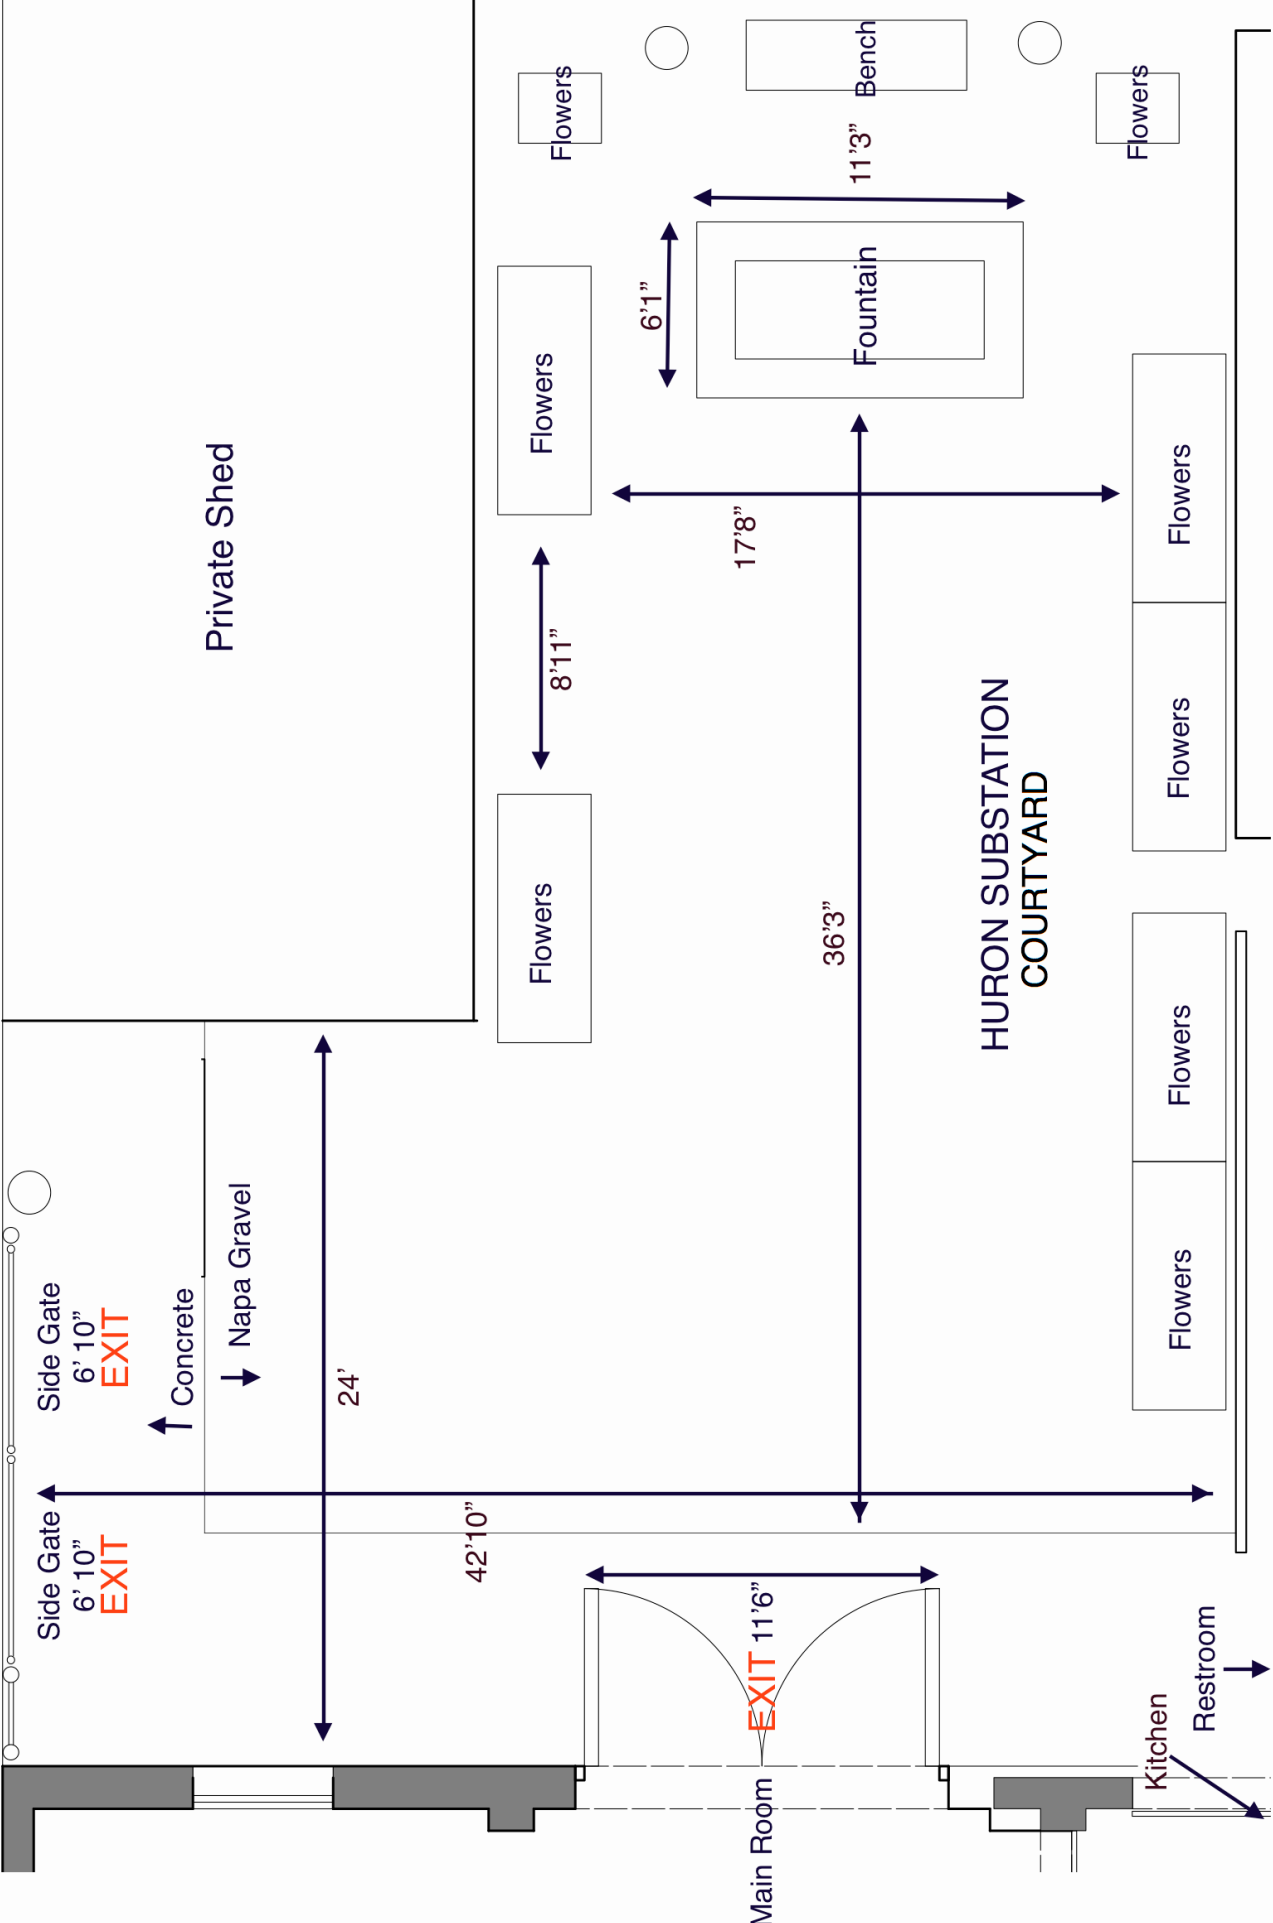 Side Gate
6' 10”
EXIT
Side Gate
6' 10”
EXIT
Concrete
Napa Gravel
Private Shed
24'
42’10”
Flowers
Flowers
Flowers
8’11”
6’1”
17’8”
EXIT 11’6”
Main Room
36’3”
11’3”
Fountain
Bench
HURON SUBSTATION
COURTYARD
Flowers
Flowers
Flowers
Flowers
Flowers
Kitchen
Restroom